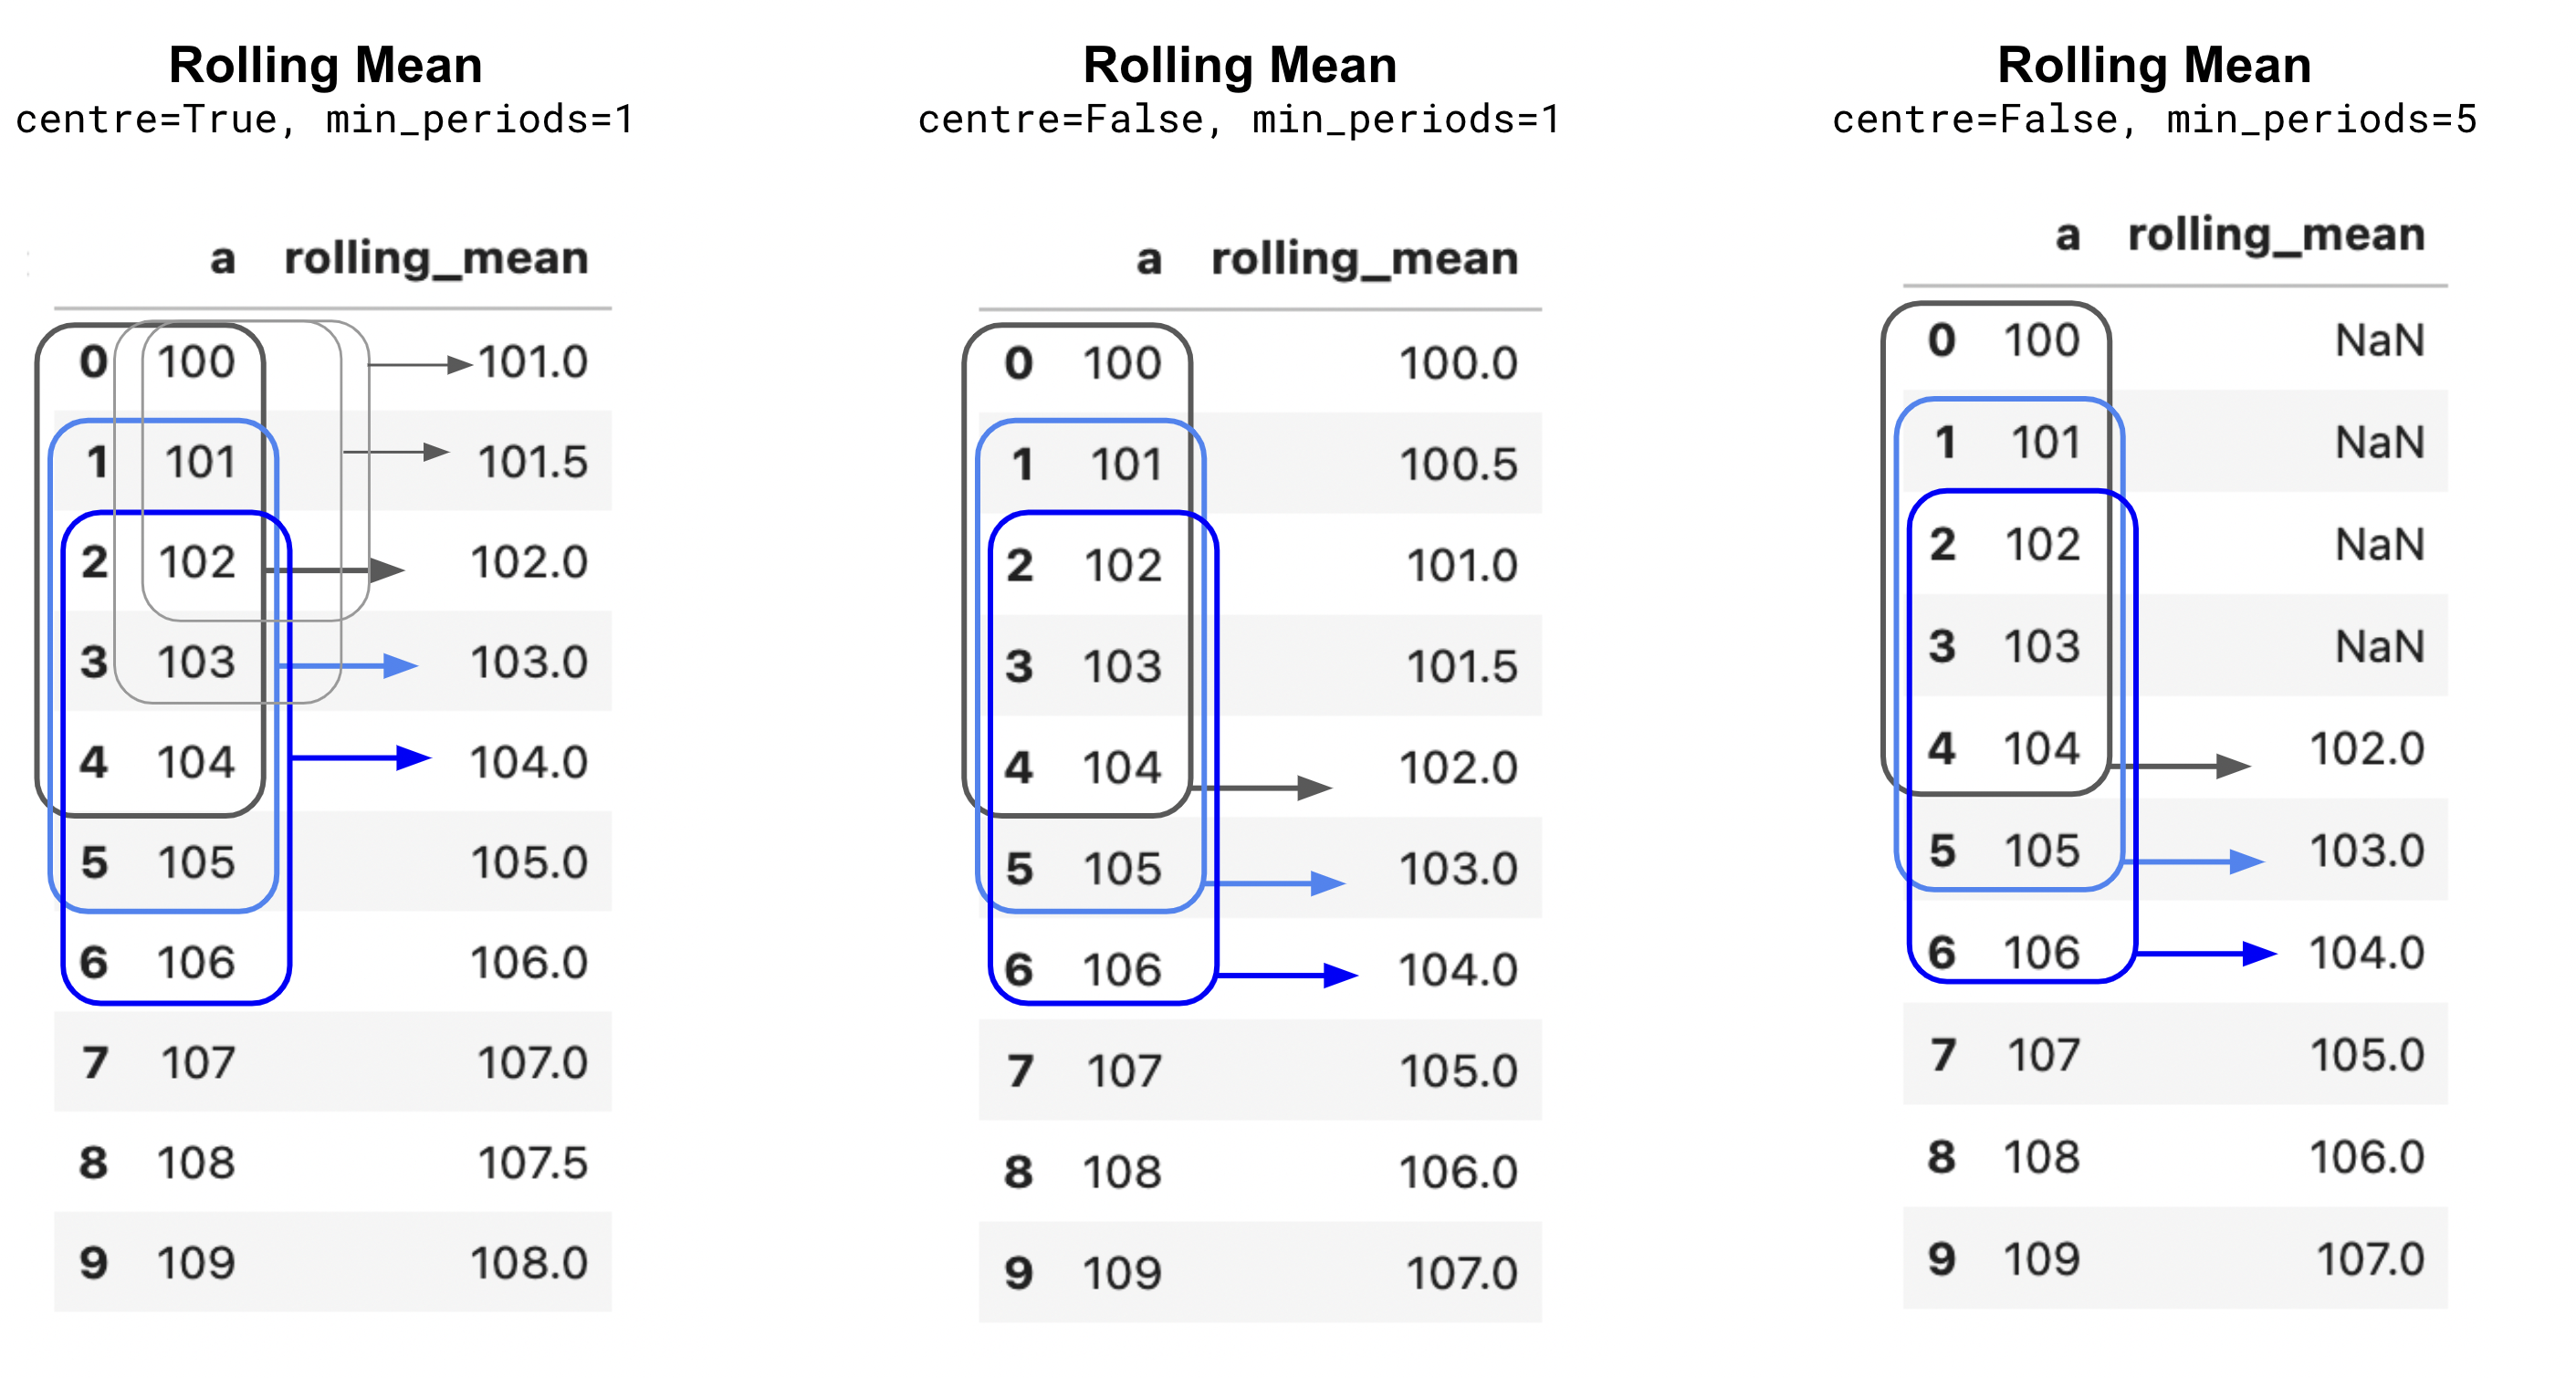 Rolling Mean
centre=True, min_periods=1
a rolling_mean
0 100 101.0
1 101 101.5
2 102 102.0
3 103 103.0
4 104 104.0
5 105 105.0
6 106 106.0
7 107 107.0
8 108 107.5
9 109 108.0
Rolling Mean
centre=False, min_periods=1
a rolling_mean
0 100 100.0
1 101 100.5
2 102 101.0
3 103 101.5
4 104 102.0
5 105 103.0
6 106 104.0
7 107 105.0
8 108 106.0
9 109 107.0
Rolling Mean
centre=False, min_periods=5
a rolling_mean
0 100 NaN
1 101 NaN
2 102 NaN
3 103 NaN
4 104 102.0
5 105 103.0
6 106 104.0
7 107 105.0
8 108 106.0
9 109 107.0